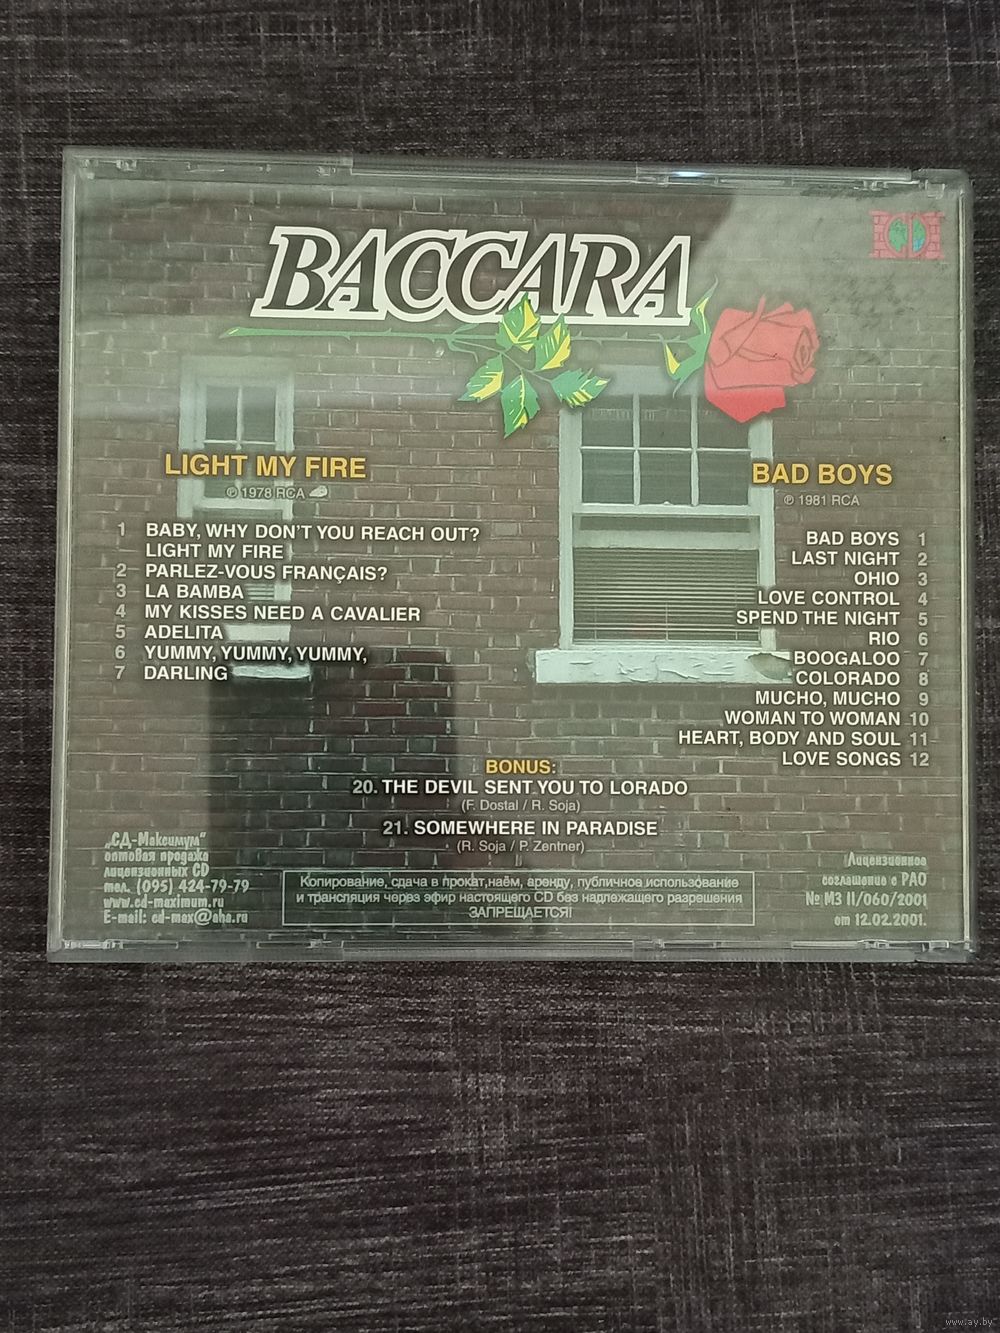 BACCARA
CD
LIGHT MY FIRE
℗ 1978 RCA
1 BABY, WHY DON'T YOU REACH OUT?
LIGHT MY FIRE
2 PARLEZ-VOUS FRANÇAIS?
3 LA BAMBA
4 MY KISSES NEED A CAVALIER
5 ADELITA
6 YUMMY, YUMMY, YUMMY,
7 DARLING
BAD BOYS
℗ 1981 RCA
BAD BOYS 1
LAST NIGHT 2
OHIO 3
LOVE CONTROL 4
SPEND THE NIGHT 5
RIO 6
BOOGALOO 7
COLORADO 8
MUCHO, MUCHO 9
WOMAN TO WOMAN 10
HEART, BODY AND SOUL 11
LOVE SONGS 12
BONUS:
20. THE DEVIL SENT YOU TO LORADO
(F. Dostal / R. Soja)
21. SOMEWHERE IN PARADISE
(R. Soja / P. Zentner)
„СД-Максимум"
оптовая продажа
лицензионных CD
тел. (095) 424-79-79
www.cd-maximum.ru
E-mail: cd-max@aha.ru
Копирование, сдача в прокат,наём, аренду, публичное использование
и трансляция через эфир настоящего CD без надлежащего разрешения
ЗАПРЕЩАЕТСЯ!
Лицензионное
соглашение с РАО
№ МЗ II/060/2001
от 12.02.2001.
www.ay.by